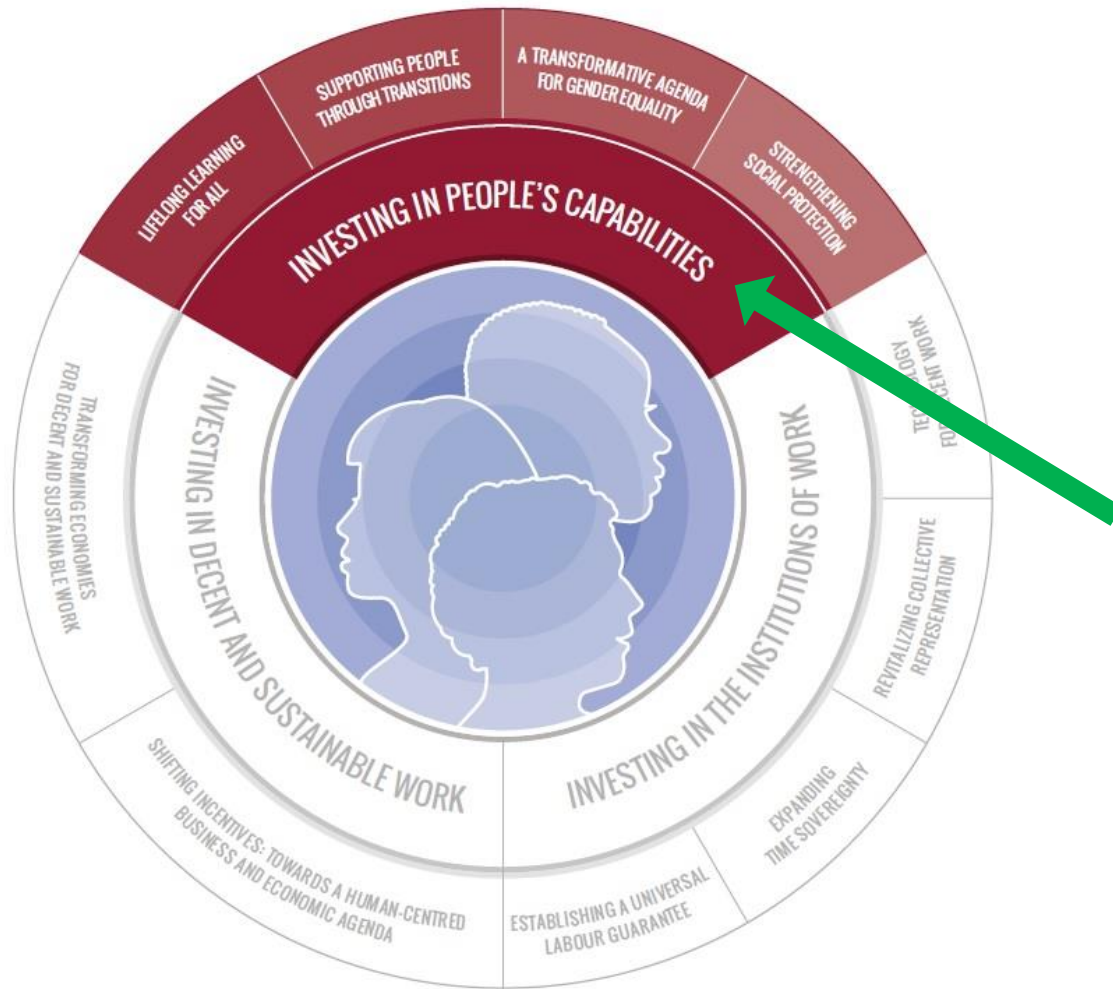 LIFELONG LEARNING
FOR ALL
SUPPORTING PEOPLE
THROUGH TRANSITIONS
A TRANSFORMATIVE AGENDA
FOR GENDER EQUALITY
STRENGTHENING
SOCIAL PROTECTION
INVESTING IN PEOPLE'S CAPABILITIES
FOR DECENT WORK
REVITALIZING COLLECTIVE
REPRESENTATION
EXPANDING
TIME SOVEREIGNTY
ESTABLISHING A UNIVERSAL
LABOUR GUARANTEE
INVESTING IN THE INSTITUTIONS OF WORK
TRANSFORMING ECONOMIES
FOR DECENT AND SUSTAINABLE WORK
SHIFTING INCENTIVES: TOWARDS A HUMAN-CENTRED
BUSINESS AND ECONOMIC AGENDA
INVESTING IN DECENT AND SUSTAINABLE WORK